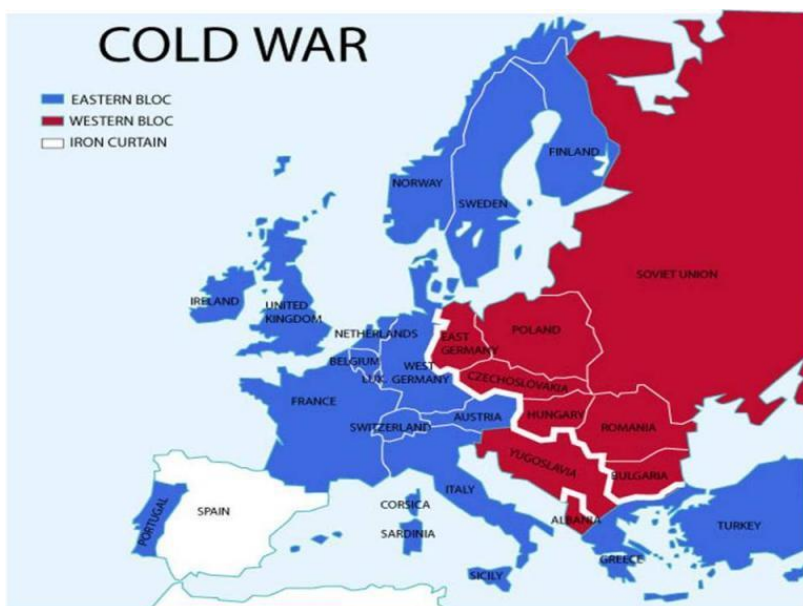 COLD WAR
EASTERN BLOC
WESTERN BLOC
IRON CURTAIN
FINLAND
NORWAY
SWEDEN
SOVIET UNION
IRELAND
UNITED
KINGDOM
NETHERLANDS
EAST
GERMANY
POLAND
BELGIUM
WEST
GERMANY
LUX.
CZECHOSLOVAKIA
FRANCE
AUSTRIA
HUNGARY
SWITZERLAND
ROMANIA
YUGOSLAVIA
BULGARIA
ITALY
CORSICA
SPAIN
PORTUGAL
ALBANIA
TURKEY
SARDINIA
GREECE
SICILY